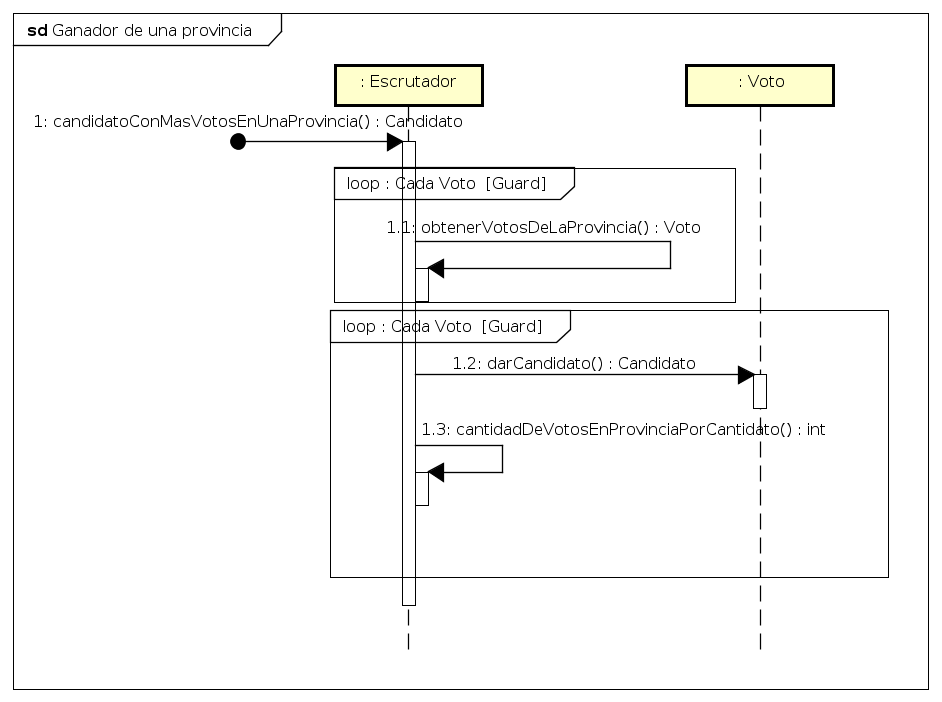 sd Ganador de una provincia
: Escrutador
: Voto
1: candidatoConMasVotosEnUnaProvincia() : Candidato
loop : Cada Voto [Guard]
1.1: obtenerVotosDeLaProvincia() : Voto
loop : Cada Voto [Guard]
1.2: darCandidato() : Candidato
1.3: cantidadDeVotosEnProvinciaPorCantidato() : int